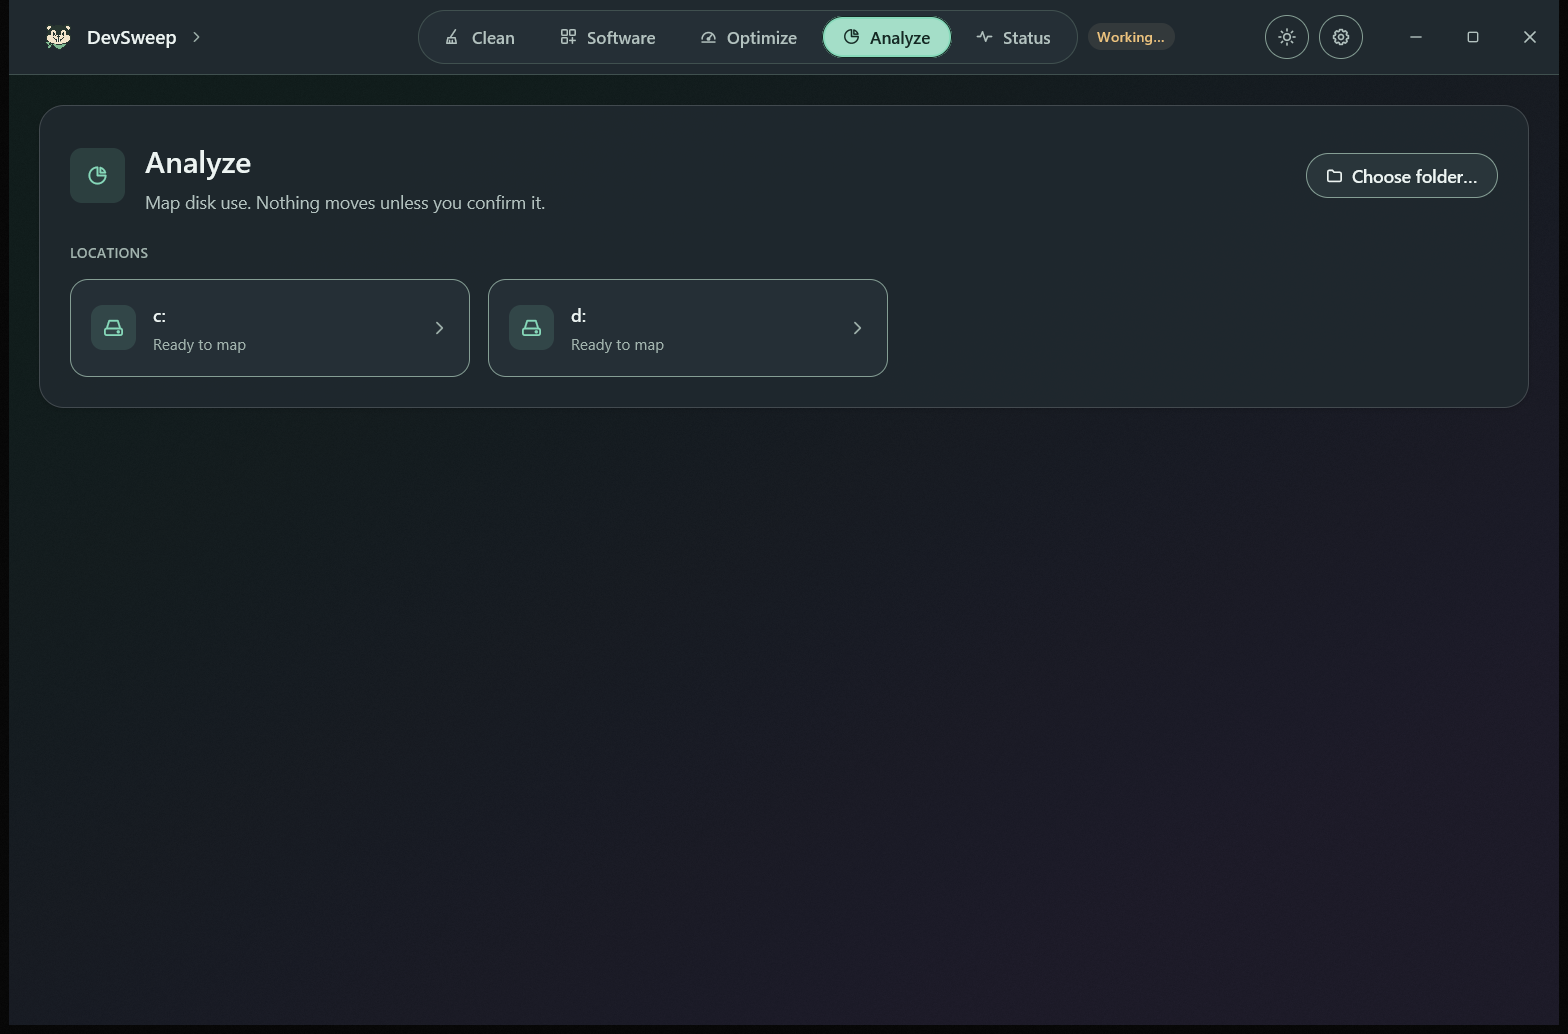 DevSweep
Clean
Software
Optimize
Analyze
Status
Working...
Analyze
Map disk use. Nothing moves unless you confirm it.
Choose folder...
LOCATIONS
c:
Ready to map
d:
Ready to map